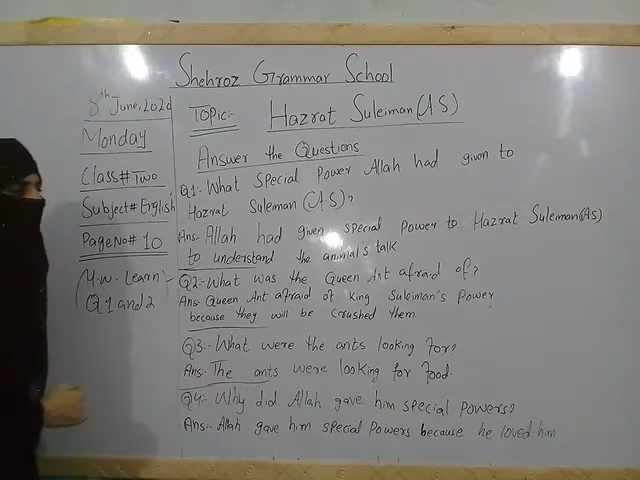 Shehroz Grammar School
8th June, 2020
Monday
Class # Two
Subject # English
Page No # 10
H.W. Learn
Q1 and 2
Topic:- Hazrat Suleiman (A.S)
Answer the Questions
Q1:- What special Power Allah had given to
Hazrat Suleman (A.S)?
Ans:- Allah had given special Power to Hazrat Suleiman (AS)
to understand the animal's talk
Q2:- What was the Queen Ant afraid of?
Ans:- Queen Ant afraid of King Suleiman's Power
because they will be crushed them.
Q3:- What were the ants looking for?
Ans:- The ants were looking for food.
Q4:- Why did Allah gave him special Powers?
Ans:- Allah gave him special Powers because he loved him